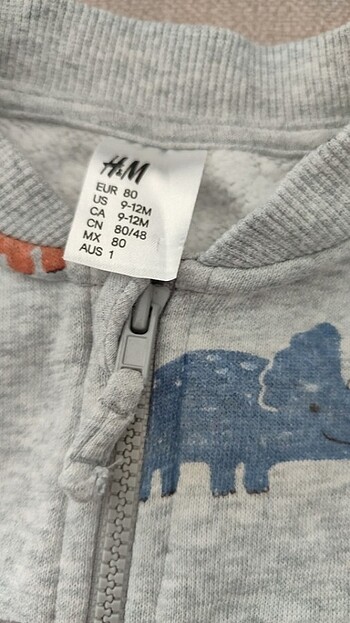 H&M
EUR 80
US 9-12M
CA 9-12M
CN 80/48
MX 80
AUS 1